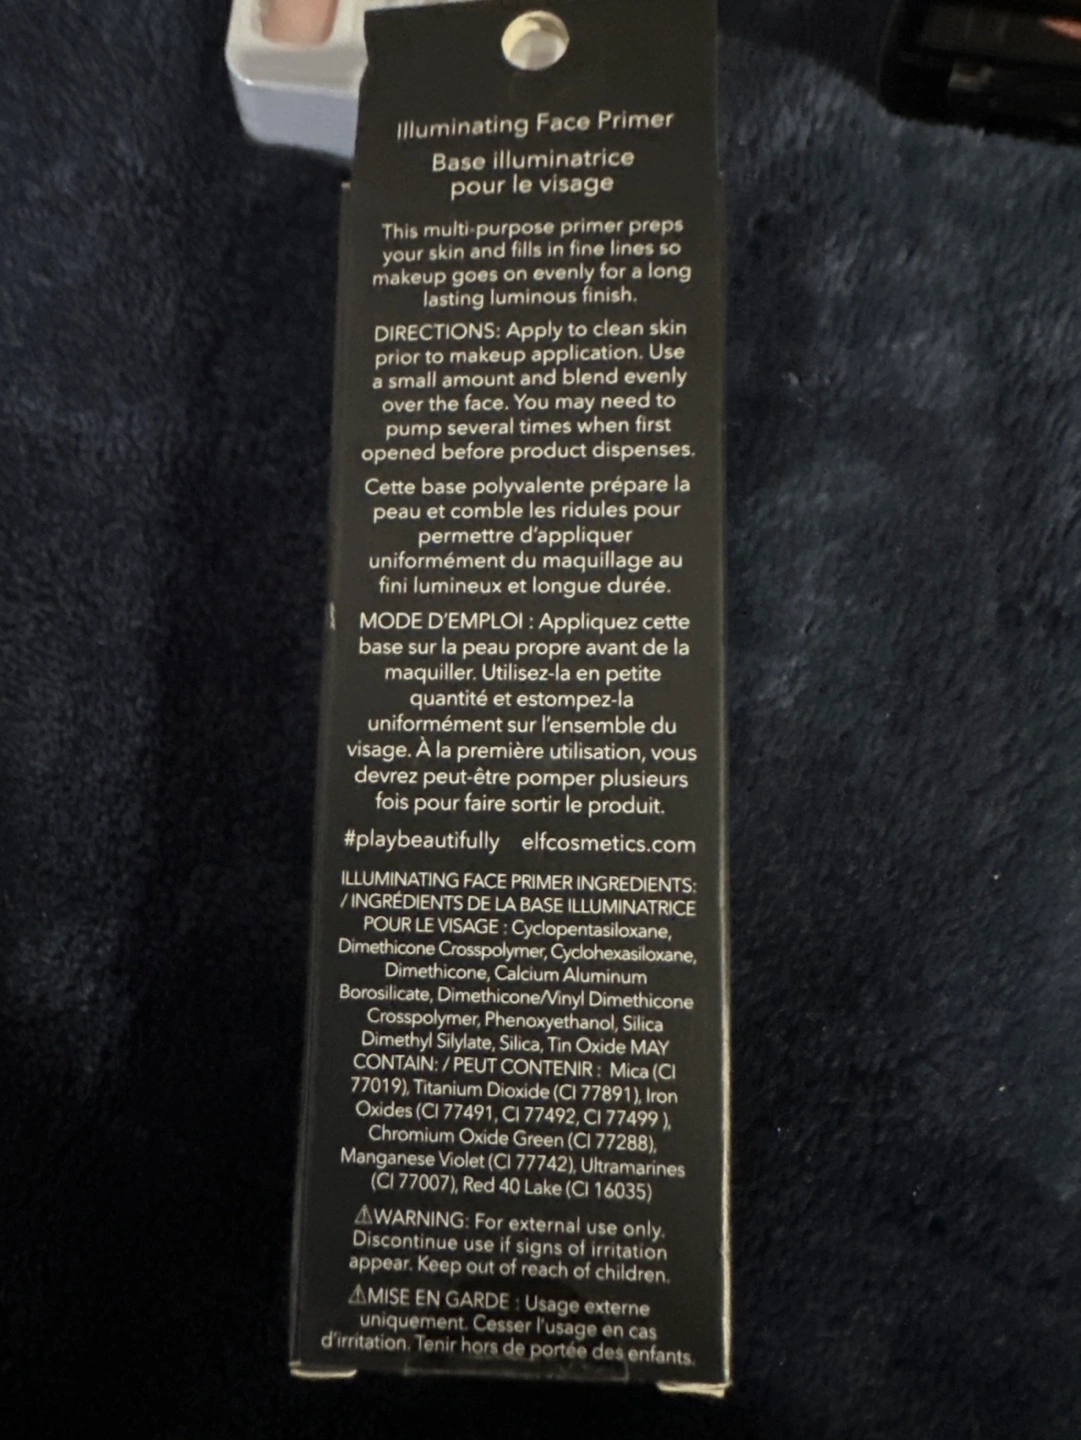 Illuminating Face Primer
Base illuminatrice
pour le visage
This multi-purpose primer preps
your skin and fills in fine lines so
makeup goes on evenly for a long
lasting luminous finish.
DIRECTIONS: Apply to clean skin
prior to makeup application. Use
a small amount and blend evenly
over the face. You may need to
pump several times when first
opened before product dispenses.
Cette base polyvalente prépare la
peau et comble les ridules pour
permettre d'appliquer
uniformément du maquillage au
fini lumineux et longue durée.
MODE D'EMPLOI : Appliquez cette
base sur la peau propre avant de la
maquiller. Utilisez-la en petite
quantité et estompez-la
uniformément sur l'ensemble du
visage. À la première utilisation, vous
devrez peut-être pomper plusieurs
fois pour faire sortir le produit.
#playbeautifully elfcosmetics.com
ILLUMINATING FACE PRIMER INGREDIENTS:
/ INGRÉDIENTS DE LA BASE ILLUMINATRICE
POUR LE VISAGE : Cyclopentasiloxane,
Dimethicone Crosspolymer, Cyclohexasiloxane,
Dimethicone, Calcium Aluminum
Borosilicate, Dimethicone/Vinyl Dimethicone
Crosspolymer, Phenoxyethanol, Silica
Dimethyl Silylate, Silica, Tin Oxide MAY
CONTAIN: / PEUT CONTENIR : Mica (CI
77019), Titanium Dioxide (CI 77891), Iron
Oxides (CI 77491, CI 77492, CI 77499 ),
Chromium Oxide Green (CI 77288),
Manganese Violet (CI 77742), Ultramarines
(CI 77007), Red 40 Lake (CI 16035)
⚠WARNING: For external use only.
Discontinue use if signs of irritation
appear. Keep out of reach of children.
⚠MISE EN GARDE : Usage externe
uniquement. Cesser l'usage en cas
d'irritation. Tenir hors de portée des enfants.